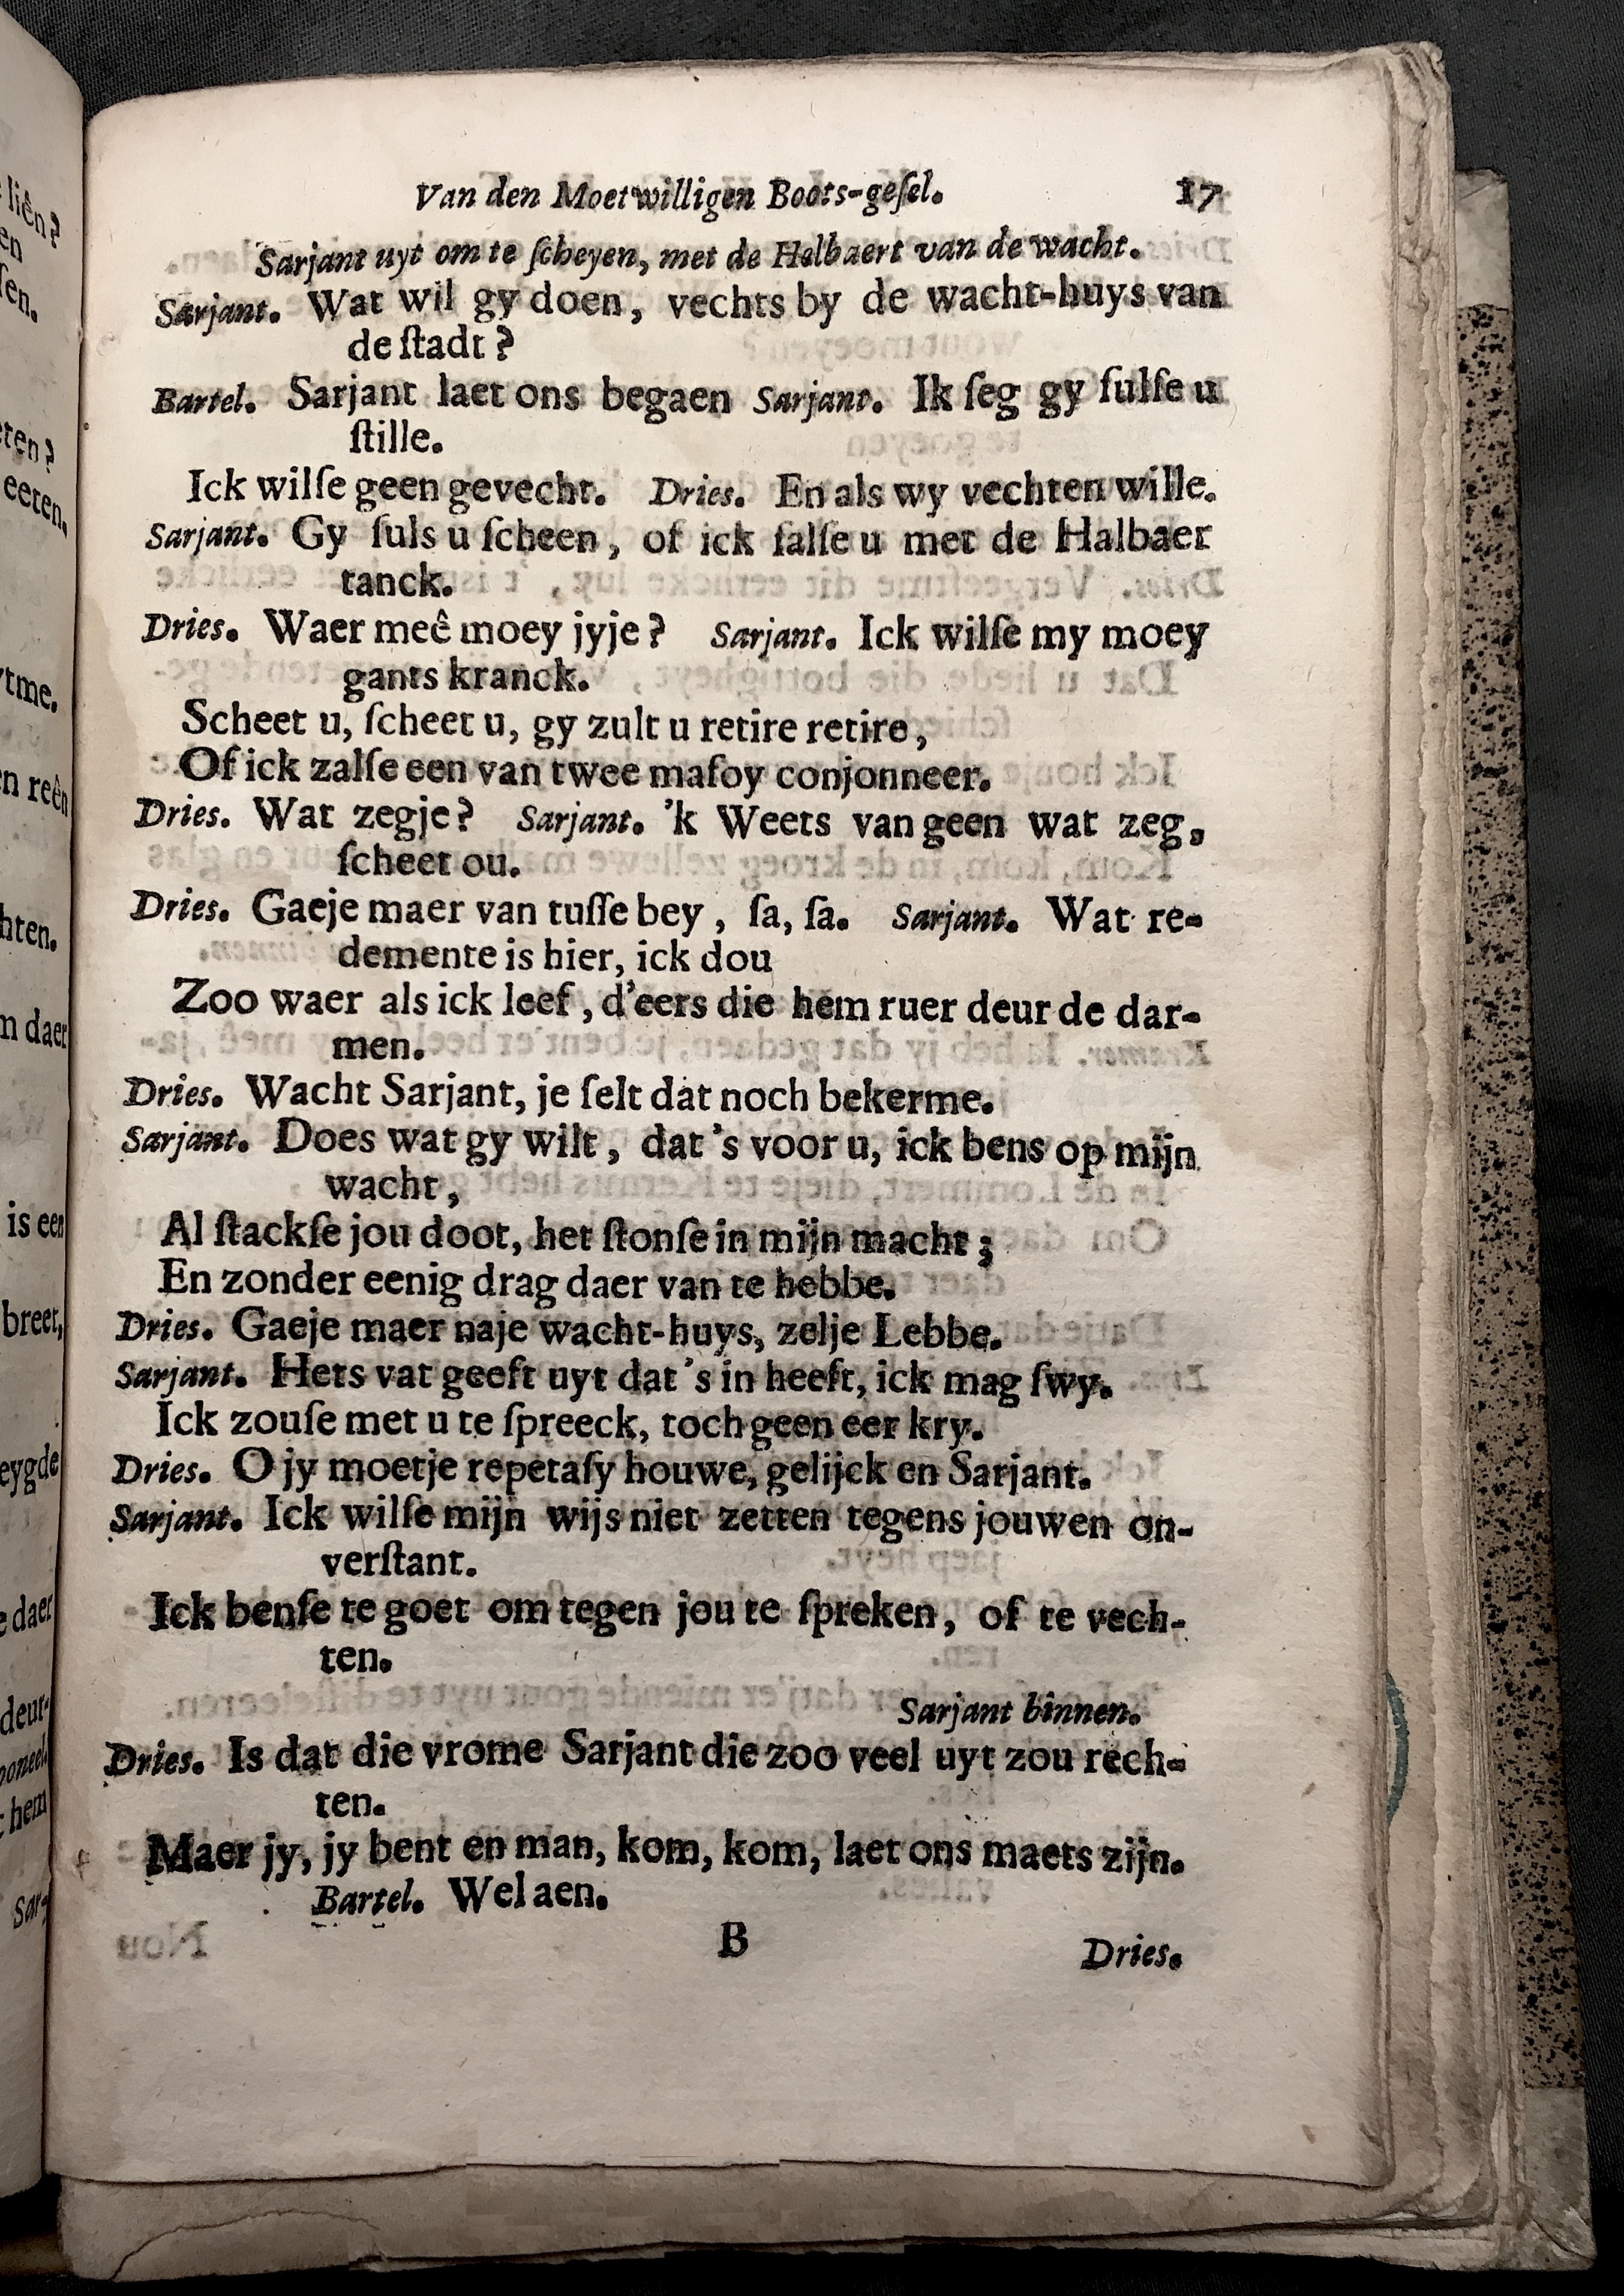 Van den Moetwilligen Boots-geſel. 17
Sarjant uyt om te ſcheyen, met de Helbaert van de wacht.
Sarjant. Wat wil gy doen, vechts by de wacht-huys van
de ſtadt?
Bartel. Sarjant laet ons begaen Sarjant. Ik ſeg gy ſulſe u
ſtille.
Ick wilſe geen gevecht. Dries. En als wy vechten wille.
Sarjant. Gy ſuls u ſcheen, of ick ſalſe u met de Halbaer
tanck.
Dries. Waer meê moey jyje? Sarjant. Ick wilſe my moey
gants kranck.
Scheet u, ſcheet u, gy zult u retire retire,
Of ick zalſe een van twee mafoy conjonneer.
Dries. Wat zegje? Sarjant. 'k Weets van geen wat zeg,
ſcheet ou.
Dries. Gaeje maer van tuſſe bey, ſa, ſa. Sarjant. Wat re-
demente is hier, ick dou
Zoo waer als ick leef, d'eers die hem ruer deur de dar-
men.
Dries. Wacht Sarjant, je ſelt dat noch bekerme.
Sarjant. Does wat gy wilt, dat 's voor u, ick bens op mijn
wacht,
Al ſtackſe jou doot, het ſtonſe in mijn macht;
En zonder eenig drag daer van te hebbe.
Dries. Gaeje maer naje wacht-huys, zelje Lebbe.
Sarjant. Hets vat geeft uyt dat 's in heeft, ick mag ſwy.
Ick zouſe met u te ſpreeck, toch geen eer kry.
Dries. O jy moetje repetaſy houwe, gelijck en Sarjant.
Sarjant. Ick wilſe mijn wijs niet zetten tegens jouwen on-
verſtant.
Ick benſe te goet om tegen jou te ſpreken, of te vech-
ten.
Sarjant binnen.
Dries. Is dat die vrome Sarjant die zoo veel uyt zou rech-
ten.
Maer jy, jy bent en man, kom, kom, laet ons maets zijn.
Bartel. Wel aen.
B Dries.